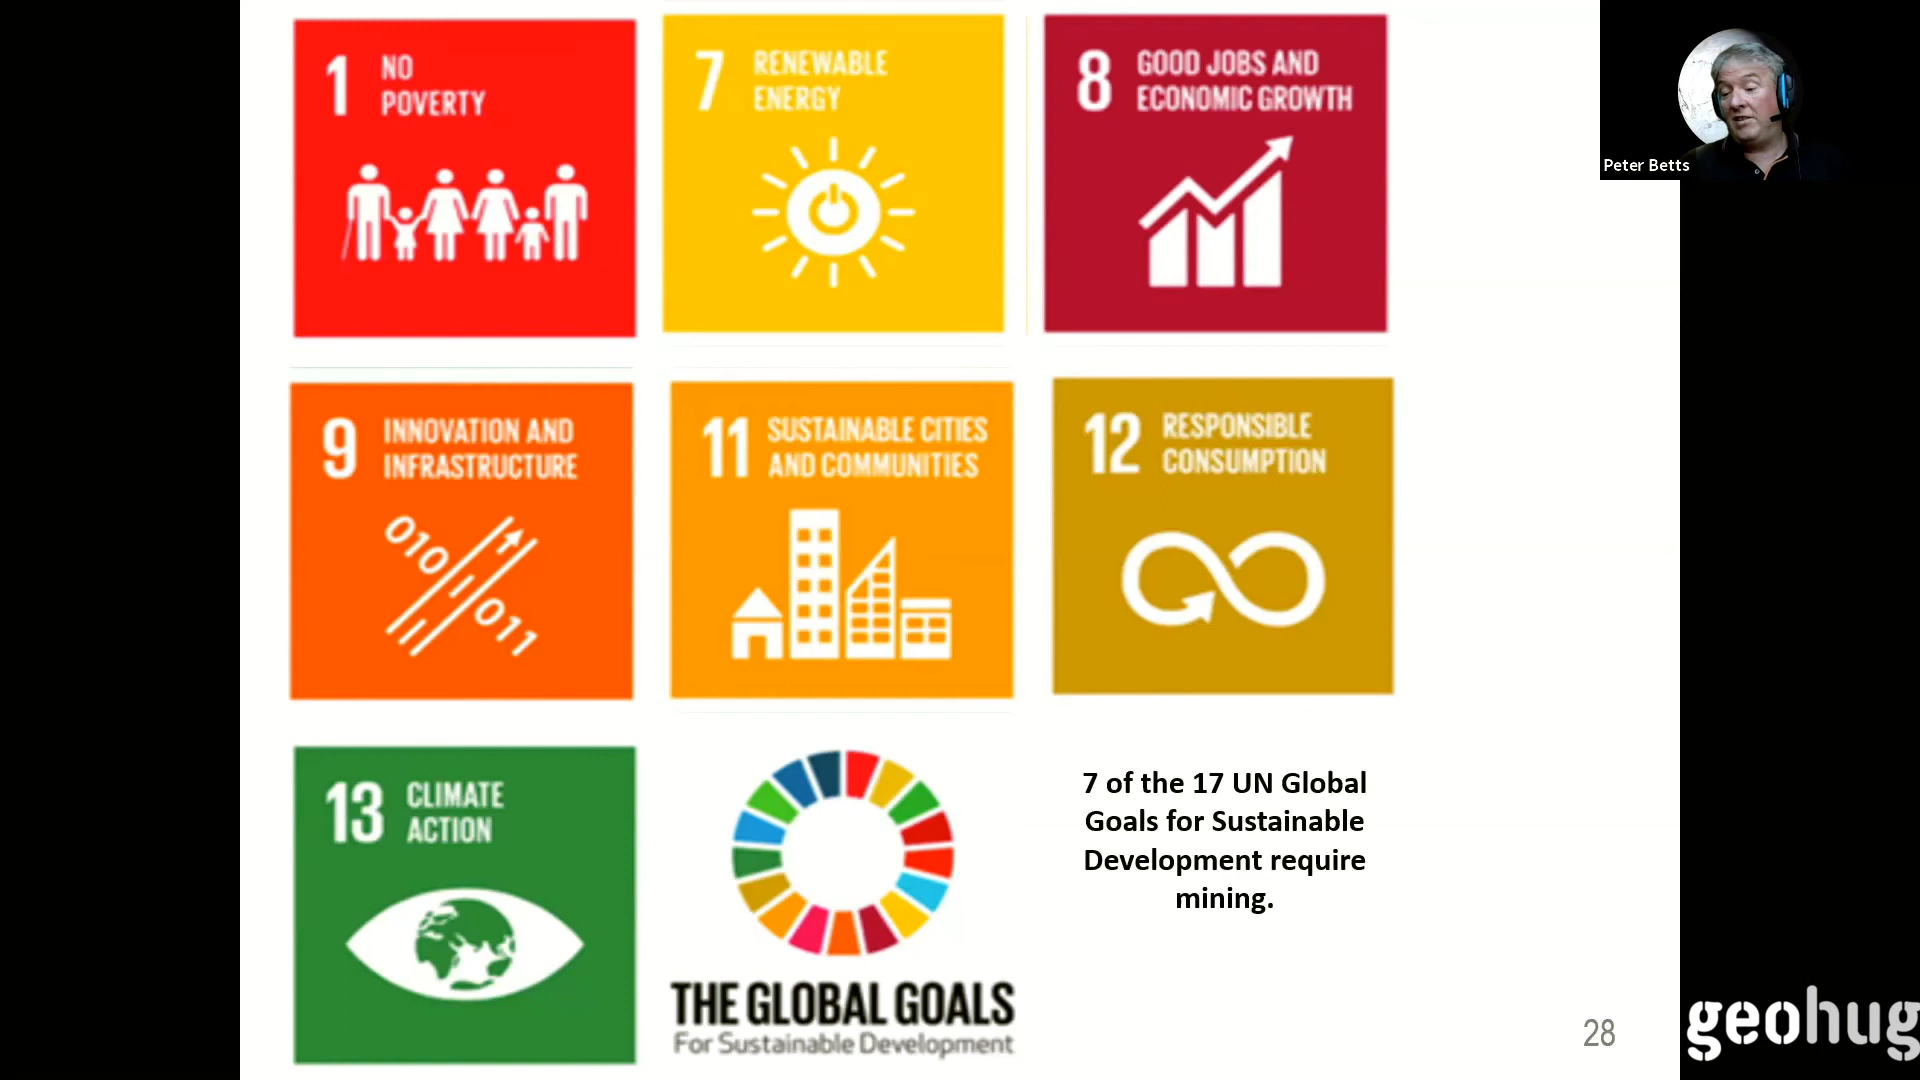 1 NO
POVERTY
7 RENEWABLE
ENERGY
8 GOOD JOBS AND
ECONOMIC GROWTH
Peter Betts
9 INNOVATION AND
INFRASTRUCTURE
010
011
11 SUSTAINABLE CITIES
AND COMMUNITIES
12 RESPONSIBLE
CONSUMPTION
13 CLIMATE
ACTION
THE GLOBAL GOALS
For Sustainable Development
7 of the 17 UN Global
Goals for Sustainable
Development require
mining.
28
geohug